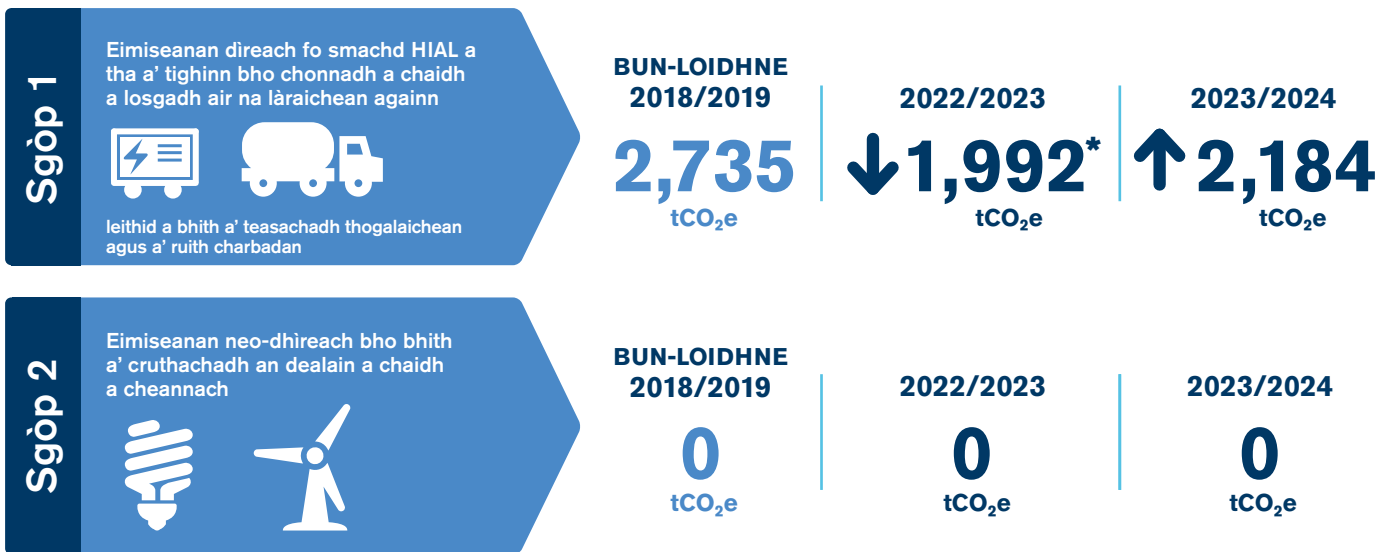 Sgòp 1
Eimiseanan dìreach fo smachd HIAL a
tha a' tighinn bho chonnadh a chaidh
a losgadh air na làraichean againn
leithid a bhith a' teasachadh thogalaichean
agus a' ruith charbadan
BUN-LOIDHNE
2018/2019
2,735
tCO₂e
2022/2023
↓1,992*
tCO₂e
2023/2024
↑2,184
tCO₂e
Sgòp 2
Eimiseanan neo-dhìreach bho bhith
a' cruthachadh an dealain a chaidh
a cheannach
BUN-LOIDHNE
2018/2019
0
tCO₂e
2022/2023
0
tCO₂e
2023/2024
0
tCO₂e